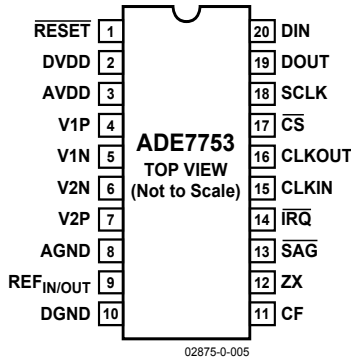 RESET 1 20 DIN
DVDD 2 19 DOUT
AVDD 3 18 SCLK
V1P 4 17 CS
V1N 5 ADE7753 16 CLKOUT
TOP VIEW
V2N 6 (Not to Scale) 15 CLKIN
V2P 7 14 IRQ
AGND 8 13 SAG
REFIN/OUT 9 12 ZX
DGND 10 11 CF
02875-0-005